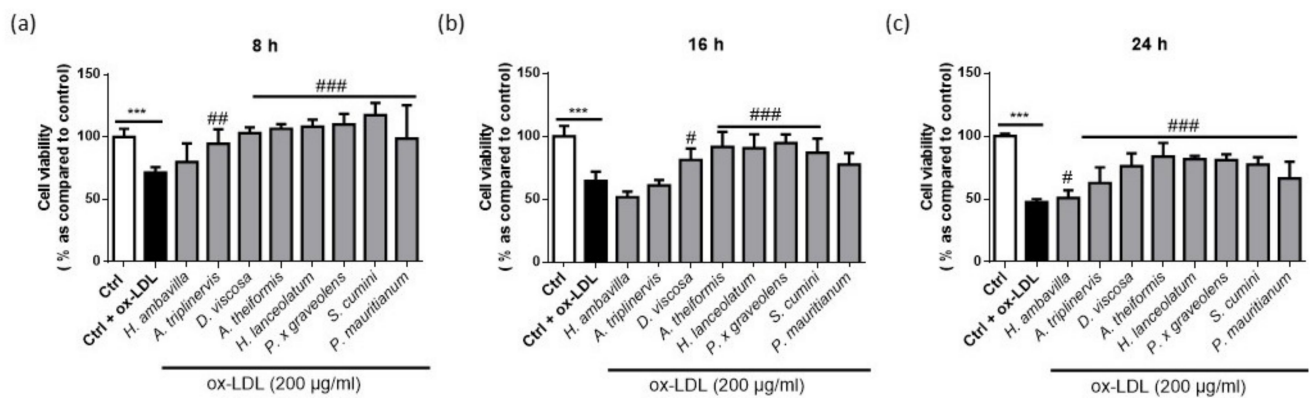 (a)
8 h
Cell viability
( % as compared to control)
150
100
50
0
***
##
###
Ctrl
Ctrl + ox-LDL
H. ambavilla
A. triplinervis
D. viscosa
A. theiformis
H. lanceolatum
P. x graveolens
S. cumini
P. mauritianum
ox-LDL (200 µg/ml)
(b)
16 h
Cell viability
( % as compared to control)
150
100
50
0
***
#
###
Ctrl
Ctrl + ox-LDL
H. ambavilla
A. triplinervis
D. viscosa
A. theiformis
H. lanceolatum
P. x graveolens
S. cumini
P. mauritianum
ox-LDL (200 µg/ml)
(c)
24 h
Cell viability
( % as compared to control)
150
100
50
0
***
#
###
Ctrl
Ctrl + ox-LDL
H. ambavilla
A. triplinervis
D. viscosa
A. theiformis
H. lanceolatum
P. x graveolens
S. cumini
P. mauritianum
ox-LDL (200 µg/ml)